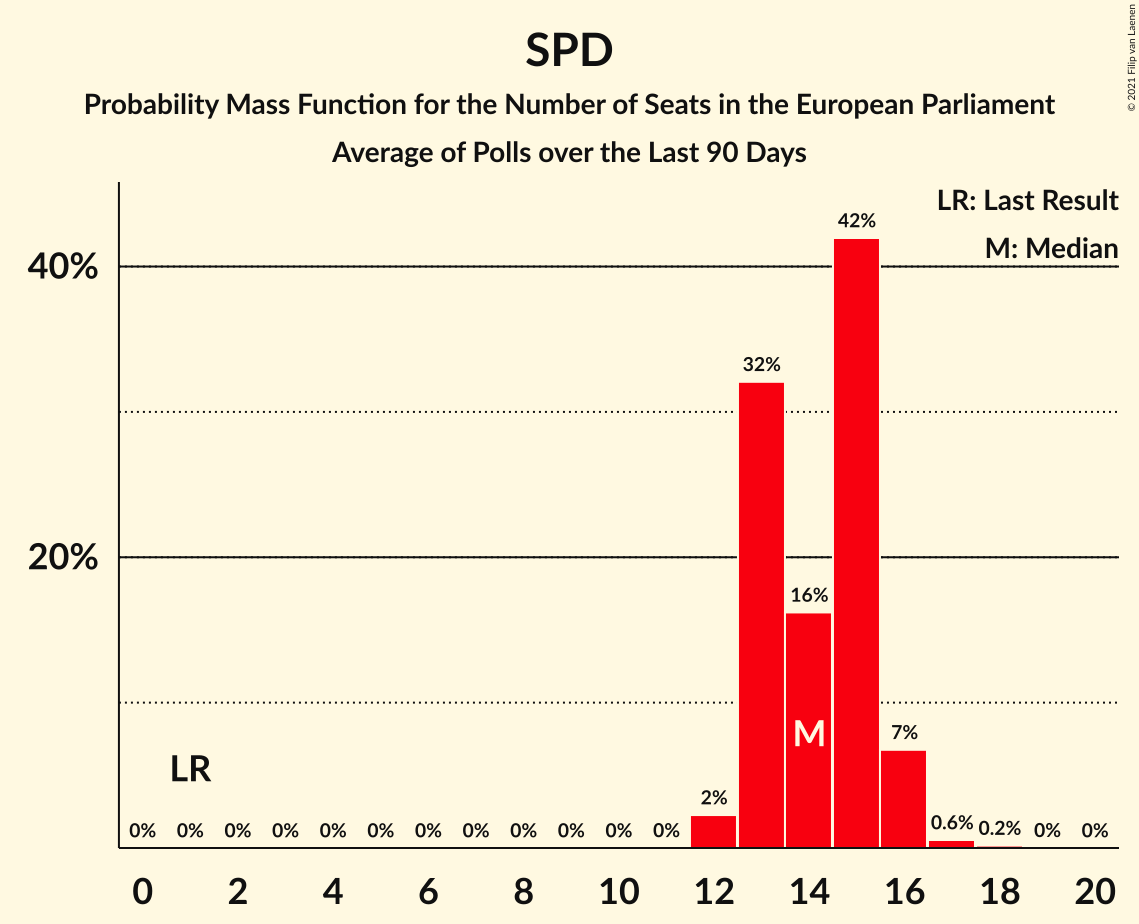 SPD
Probability Mass Function for the Number of Seats in the European Parliament
Average of Polls over the Last 90 Days
© 2021 Filip van Laenen
LR: Last Result
M: Median
40%
20%
LR
M
0% 0% 0% 0% 0% 0% 0% 0% 0% 0% 0% 0% 2% 32% 16% 42% 7% 0.6% 0.2% 0% 0%
0 2 4 6 8 10 12 14 16 18 20